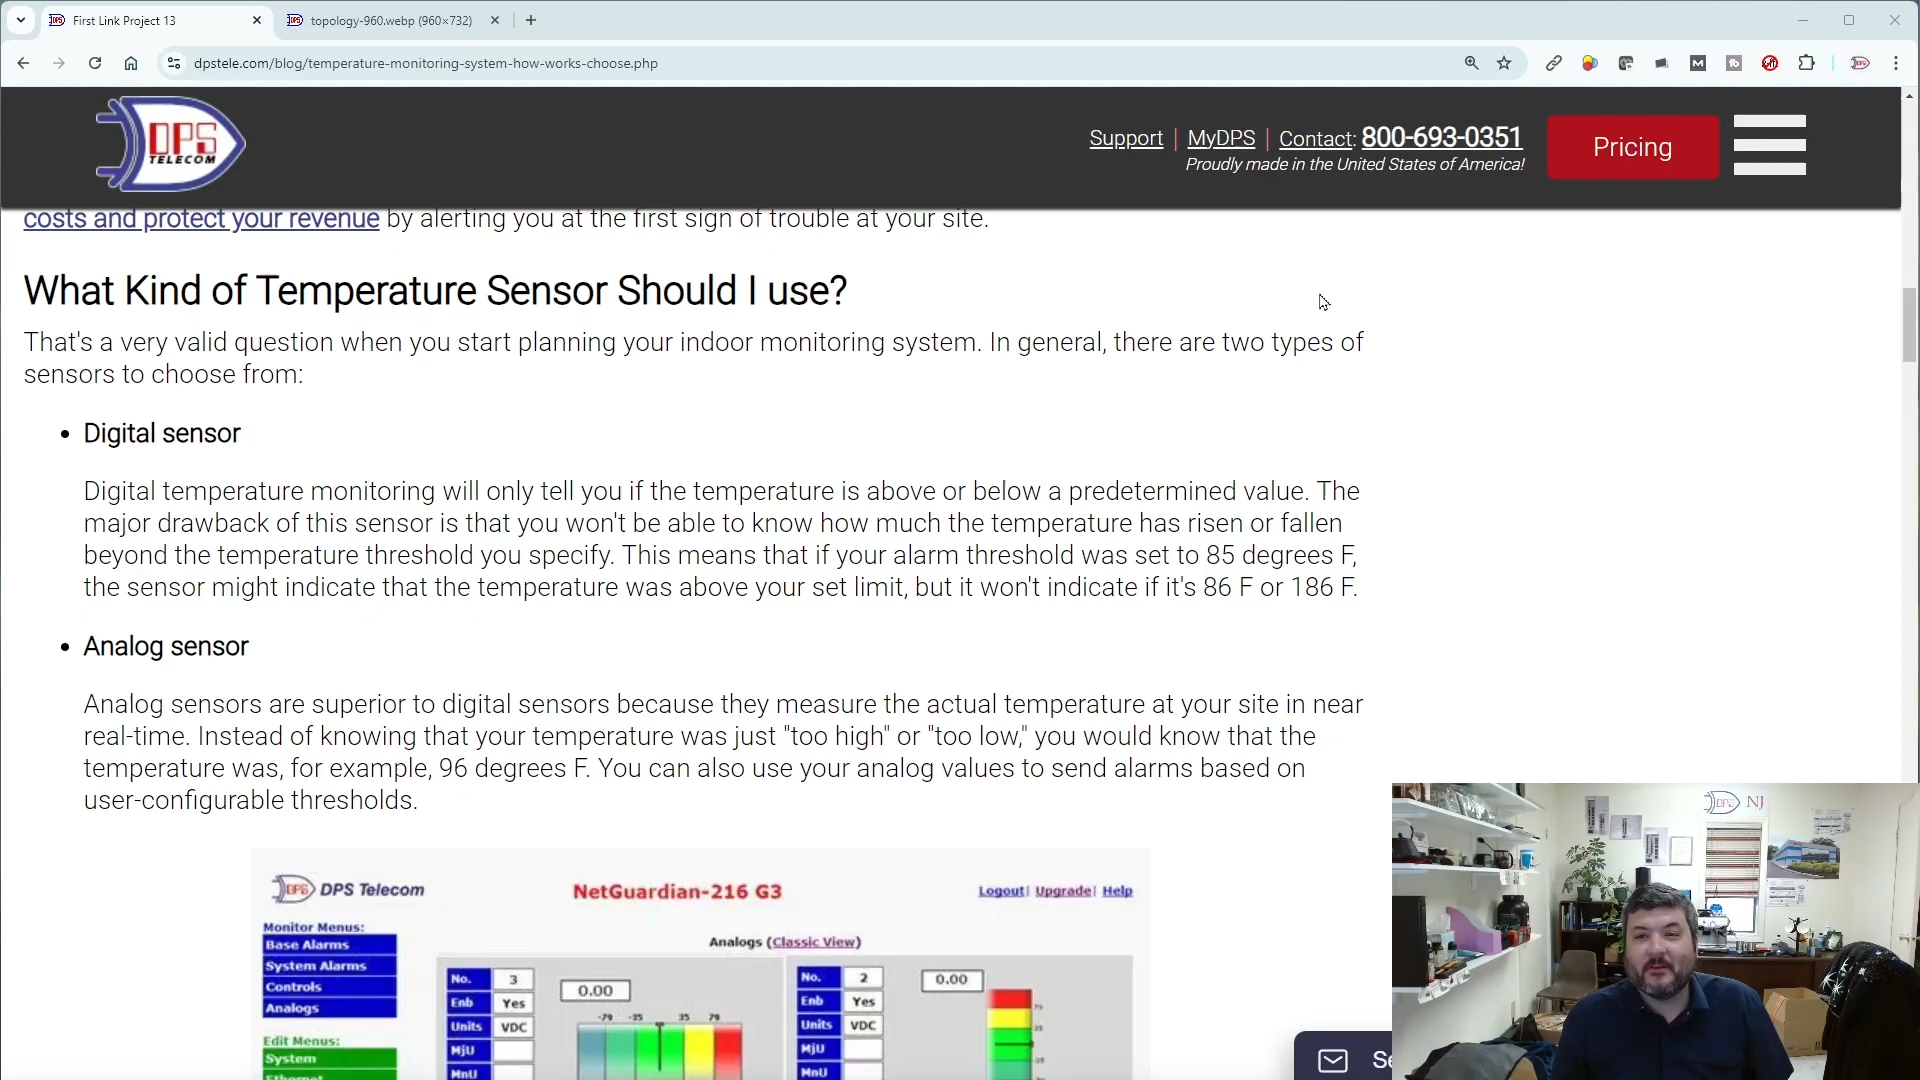 First Link Project 13
topology-960.webp (960×732)
dpstele.com/blog/temperature-monitoring-system-how-works-choose.php
DPS
TELECOM
Support | MyDPS | Contact: 800-693-0351
Proudly made in the United States of America!
Pricing
costs and protect your revenue by alerting you at the first sign of trouble at your site.
What Kind of Temperature Sensor Should I use?
That's a very valid question when you start planning your indoor monitoring system. In general, there are two types of
sensors to choose from:
• Digital sensor
Digital temperature monitoring will only tell you if the temperature is above or below a predetermined value. The
major drawback of this sensor is that you won't be able to know how much the temperature has risen or fallen
beyond the temperature threshold you specify. This means that if your alarm threshold was set to 85 degrees F,
the sensor might indicate that the temperature was above your set limit, but it won't indicate if it's 86 F or 186 F.
• Analog sensor
Analog sensors are superior to digital sensors because they measure the actual temperature at your site in near
real-time. Instead of knowing that your temperature was just "too high" or "too low," you would know that the
temperature was, for example, 96 degrees F. You can also use your analog values to send alarms based on
user-configurable thresholds.
DPS Telecom
NetGuardian-216 G3
Logout| Upgrade| Help
Monitor Menus:
Base Alarms
System Alarms
Controls
Analogs
Edit Menus:
System
Ethernet
Analogs (Classic View)
No. 3
0.00
Enb Yes
Units VDC
-79 -35 35 79
MjU
MnU
No. 2
0.00
Enb Yes
Units VDC
MjU
MnU
DPS NJ